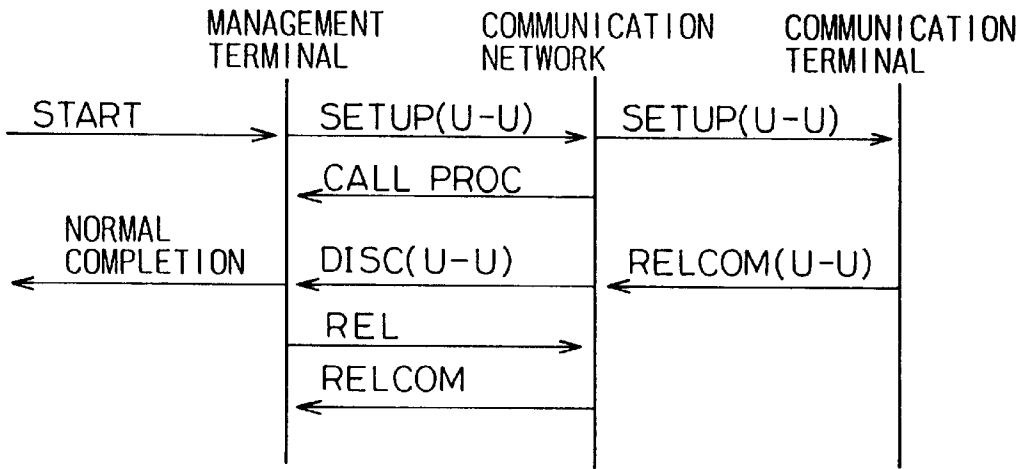 MANAGEMENT TERMINAL
COMMUNICATION NETWORK
COMMUNICATION TERMINAL
START
SETUP(U-U)
SETUP(U-U)
CALL PROC
NORMAL COMPLETION
DISC(U-U)
RELCOM(U-U)
REL
RELCOM